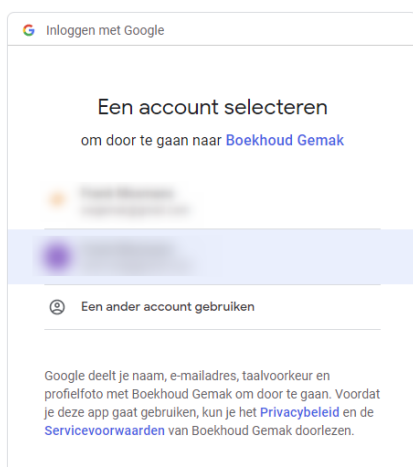 Inloggen met Google
Een account selecteren
om door te gaan naar Boekhoud Gemak
Een ander account gebruiken
Google deelt je naam, e-mailadres, taalvoorkeur en
profielfoto met Boekhoud Gemak om door te gaan. Voordat
je deze app gaat gebruiken, kun je het Privacybeleid en de
Servicevoorwaarden van Boekhoud Gemak doorlezen.